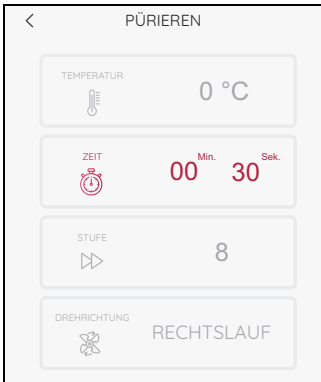 PÜRIEREN
TEMPERATUR
0 °C
ZEIT
00 Min. 30 Sek.
STUFE
8
DREHRICHTUNG
RECHTSLAUF